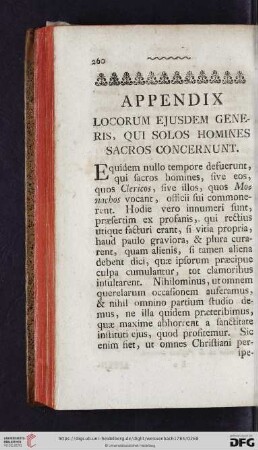 260
APPENDIX
LOCORUM EJUSDEM GENE-
RIS, QUI SOLOS HOMINES
SACROS CONCERNUNT.
Equidem nullo tempore defuerunt,
qui sacros homines, sive eos,
quos Clericos, sive illos, quos Mo-
nachos vocant, officii sui commone-
rent. Hodie vero innumeri sunt,
præsertim ex profanis, qui rectius
utique facturi erant, si vitia propria,
haud paulo graviora, & plura cura-
rent, quam alienis, si tamen aliena
debent dici, quæ ipsorum præcipue
culpa cumulantur, tot clamoribus
insultarent. Nihilominus, ut omnem
querelarum occasionem auferamus,
& nihil omnino partium studio de-
mus, ne illa quidem præteribimus,
quæ maxime abhorrent a sanctitate
instituti ejus, quod profitemur. Sic
enim fiet, ut omnes Christiani per-
spe-
UNIVERSITÄTS-
BIBLIOTHEK
HEIDELBERG
DFG